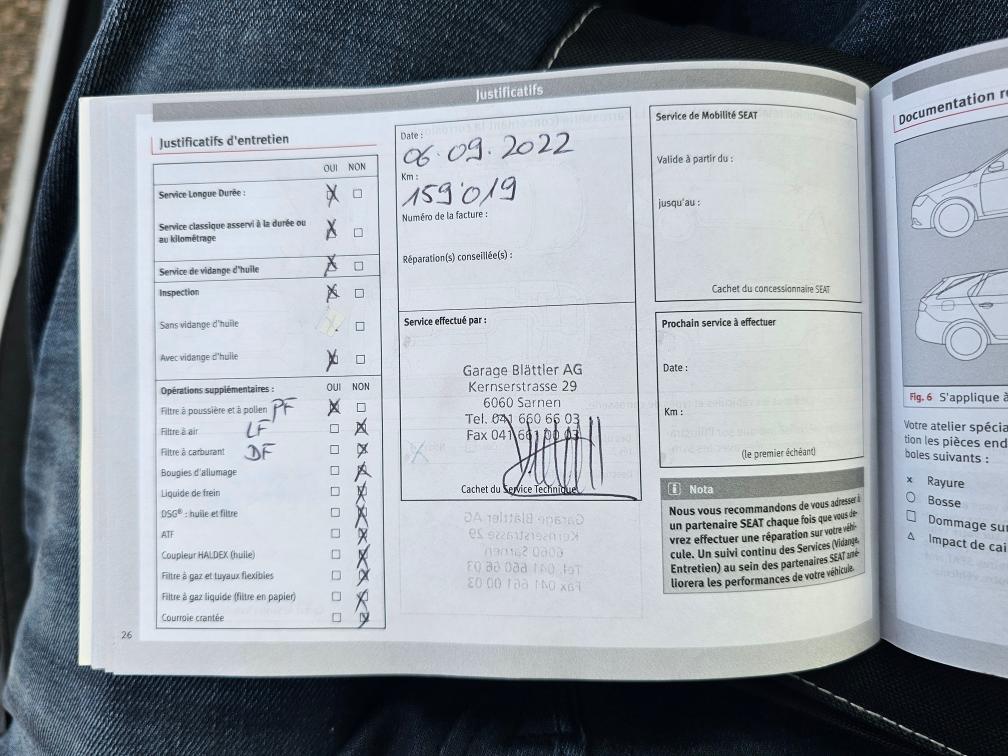 Justificatifs
Justificatifs d'entretien
OUI NON
Service Longue Durée :
Service classique asservi à la durée ou
au kilométrage
Service de vidange d'huile
Inspection
Sans vidange d'huile
Avec vidange d'huile
Opérations supplémentaires : OUI NON
Filtre à poussière et à pollen PF
Filtre à air LF
Filtre à carburant DF
Bougies d'allumage
Liquide de frein
DSG® : huile et filtre
ATF
Coupleur HALDEX (huile)
Filtre à gaz et tuyaux flexibles
Filtre à gaz liquide (filtre en papier)
Courroie crantée
26
Date :
06.09.2022
Km :
159'019
Numéro de la facture :
Réparation(s) conseillée(s) :
Service effectué par :
Garage Blättler AG
Kernserstrasse 29
6060 Sarnen
Tel. 041 660 66 03
Fax 041 661 00 03
Cachet du Service Technique
Service de Mobilité SEAT
Valide à partir du :
jusqu'au :
Cachet du concessionnaire SEAT
Prochain service à effectuer
Date :
Km :
(le premier échéant)
i Nota
Nous vous recommandons de vous adresser à
un partenaire SEAT chaque fois que vous de-
vrez effectuer une réparation sur votre véhi-
cule. Un suivi continu des Services (Vidange,
Entretien) au sein des partenaires SEAT amé-
liorera les performances de votre véhicule.
Documentation
Fig. 6 S'applique à
Votre atelier
tion les pièces
boles suivants :
× Rayure
○ Bosse
□ Dommage
△ Impact de